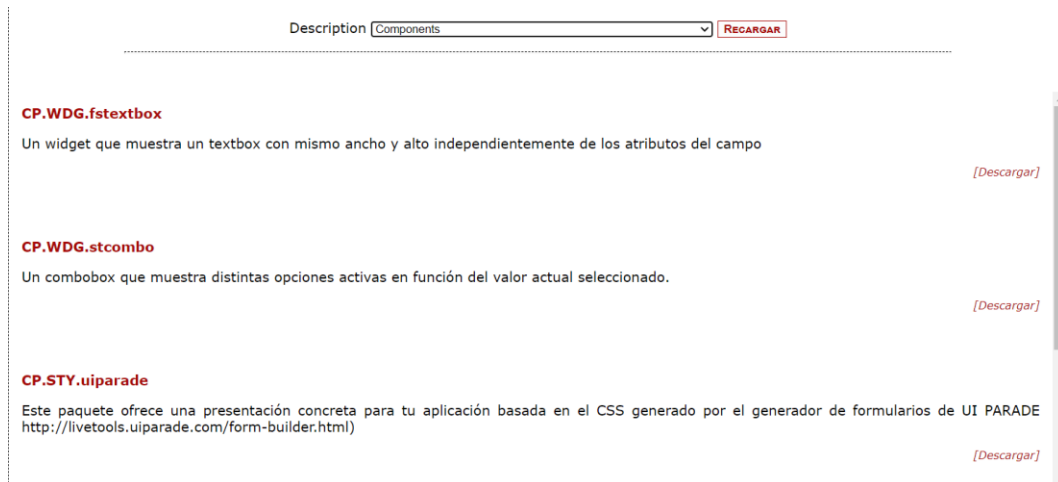 Description Components RECARGAR
CP.WDG.fstextbox
Un widget que muestra un textbox con mismo ancho y alto independientemente de los atributos del campo
[Descargar]
CP.WDG.stcombo
Un combobox que muestra distintas opciones activas en función del valor actual seleccionado.
[Descargar]
CP.STY.uiparade
Este paquete ofrece una presentación concreta para tu aplicación basada en el CSS generado por el generador de formularios de UI PARADE
http://livetools.uiparade.com/form-builder.html)
[Descargar]